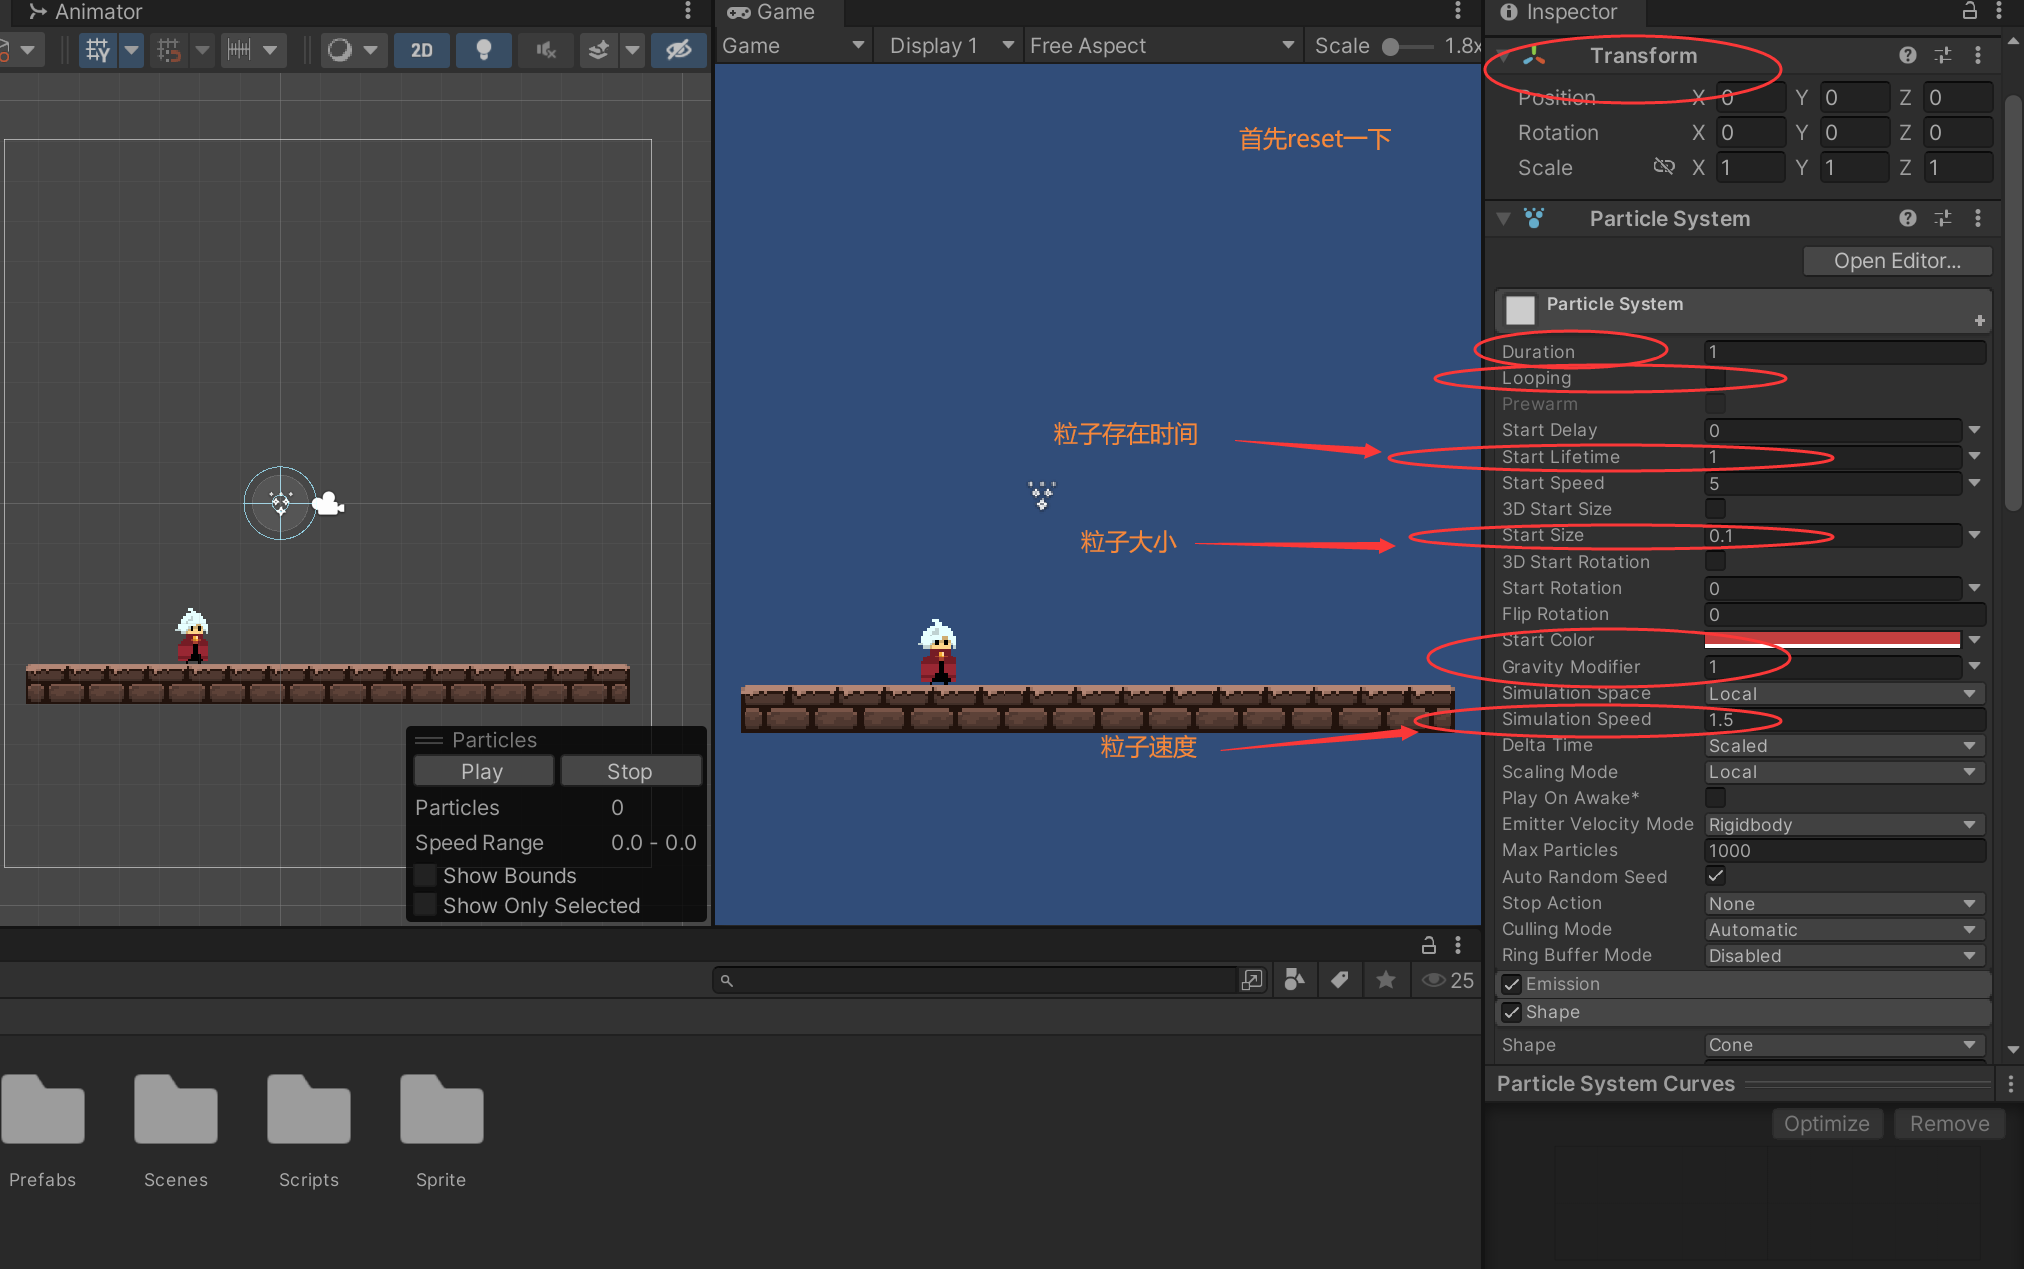 Animator
2D
Game
Game
Display 1
Free Aspect
Scale
1.8x
首先reset一下
粒子存在时间
粒子大小
粒子速度
Particles
Play
Stop
Particles 0
Speed Range 0.0 - 0.0
Show Bounds
Show Only Selected
Inspector
Transform
Position X 0 Y 0 Z 0
Rotation X 0 Y 0 Z 0
Scale X 1 Y 1 Z 1
Particle System
Open Editor...
Particle System
Duration 1
Looping
Prewarm
Start Delay 0
Start Lifetime 1
Start Speed 5
3D Start Size
Start Size 0.1
3D Start Rotation
Start Rotation 0
Flip Rotation 0
Start Color
Gravity Modifier 1
Simulation Space Local
Simulation Speed 1.5
Delta Time Scaled
Scaling Mode Local
Play On Awake*
Emitter Velocity Mode Rigidbody
Max Particles 1000
Auto Random Seed
Stop Action None
Culling Mode Automatic
Ring Buffer Mode Disabled
Emission
Shape
Shape Cone
Particle System Curves
Optimize
Remove
25
Prefabs
Scenes
Scripts
Sprite